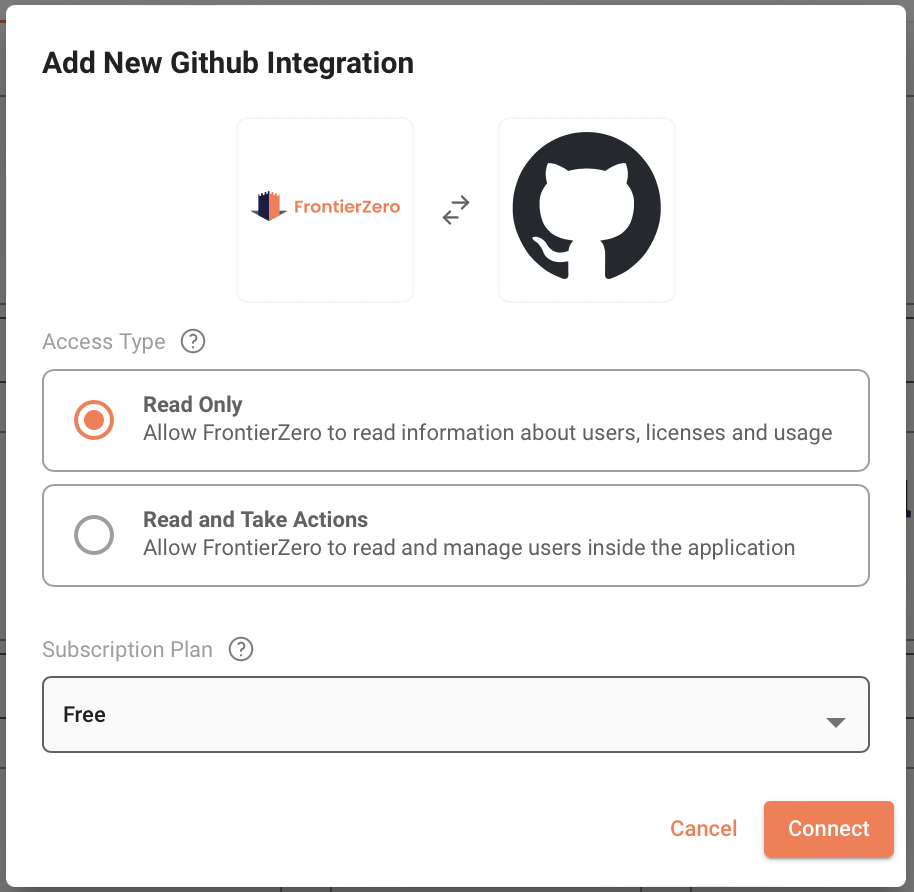 Add New Github Integration
FrontierZero
Access Type ?
Read Only
Allow FrontierZero to read information about users, licenses and usage
Read and Take Actions
Allow FrontierZero to read and manage users inside the application
Subscription Plan ?
Free
Cancel Connect